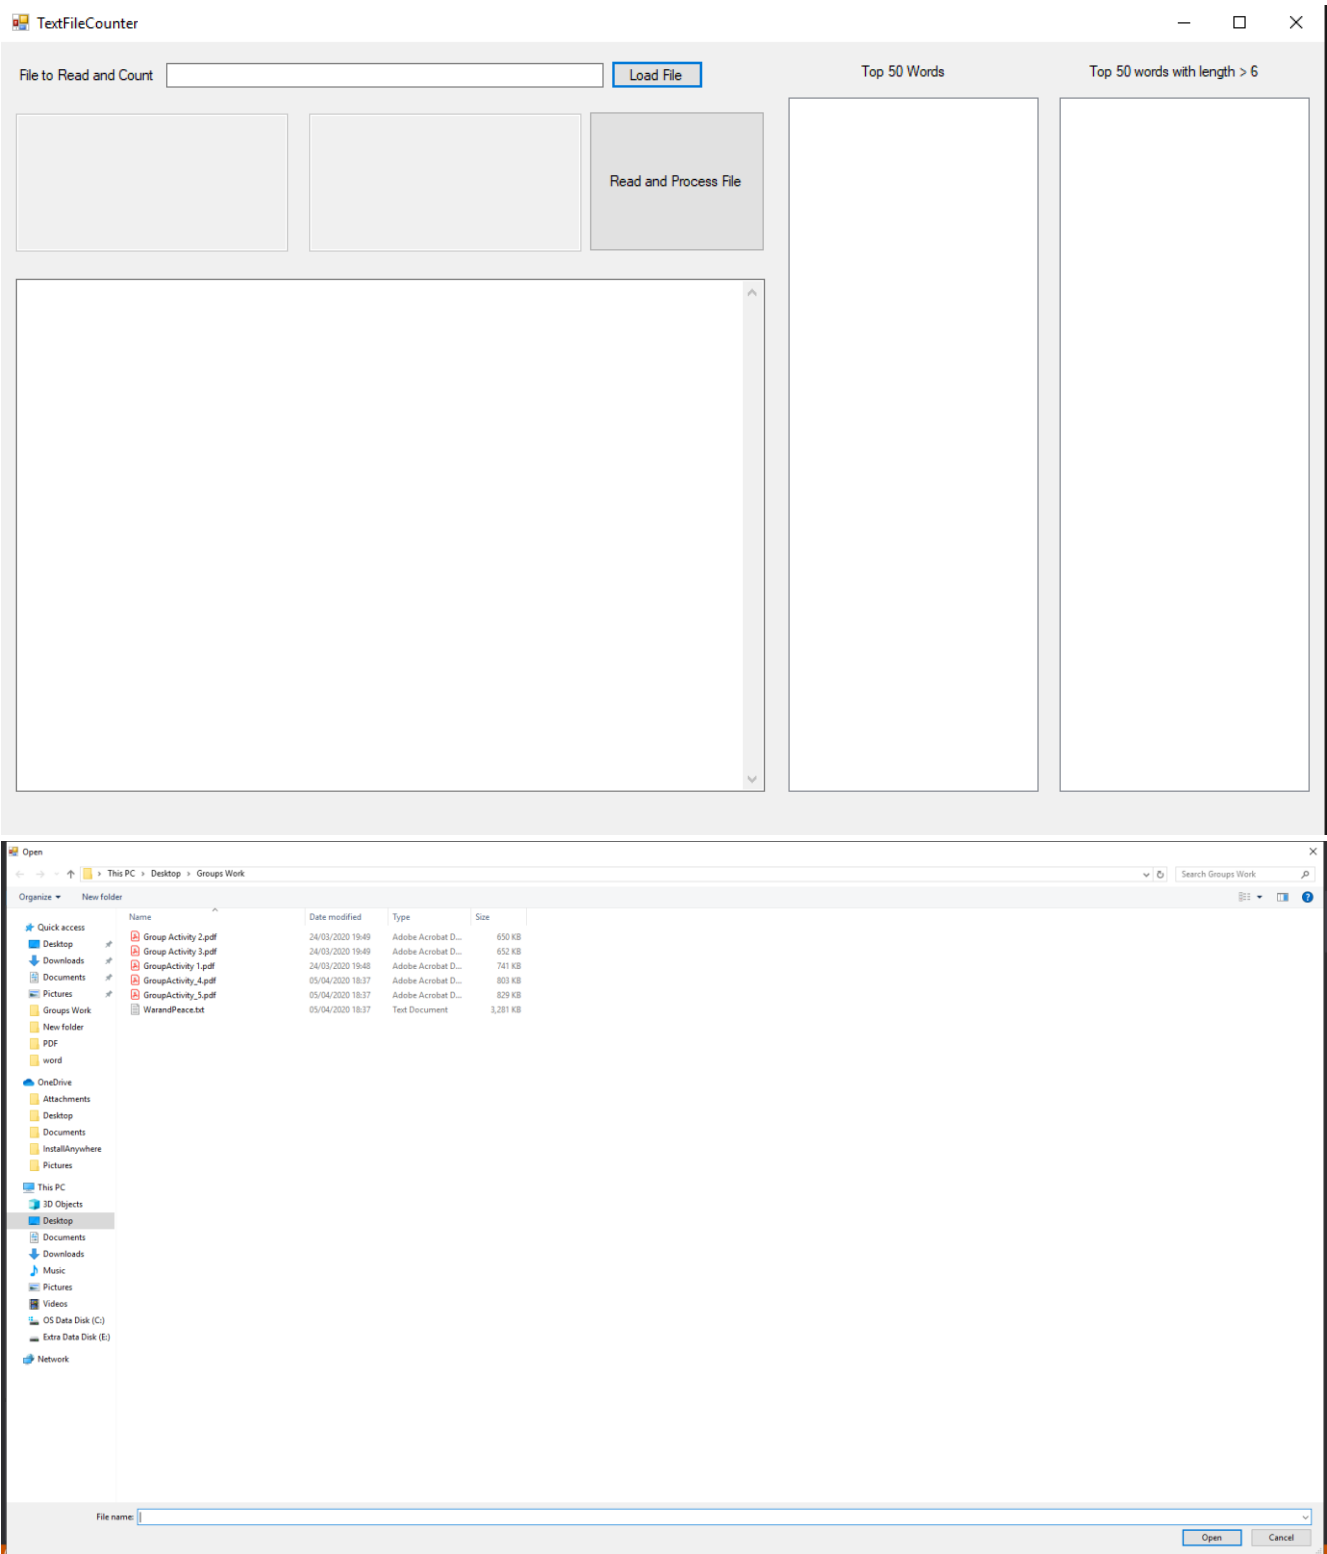 TextFileCounter
File to Read and Count Load File Top 50 Words Top 50 words with length > 6
Read and Process File
Open
This PC > Desktop > Groups Work Search Groups Work
Organize New folder
Name Date modified Type Size
Quick access
Desktop
Downloads
Documents
Pictures
Groups Work
New folder
PDF
word
OneDrive
Attachments
Desktop
Documents
InstallAnywhere
Pictures
This PC
3D Objects
Desktop
Documents
Downloads
Music
Pictures
Videos
OS Data Disk (C:)
Extra Data Disk (E:)
Network
Group Activity 2.pdf 24/03/2020 19:49 Adobe Acrobat D... 650 KB
Group Activity 3.pdf 24/03/2020 19:49 Adobe Acrobat D... 652 KB
GroupActivity 1.pdf 24/03/2020 19:48 Adobe Acrobat D... 741 KB
GroupActivity_4.pdf 05/04/2020 18:37 Adobe Acrobat D... 803 KB
GroupActivity_5.pdf 05/04/2020 18:37 Adobe Acrobat D... 829 KB
WarandPeace.txt 05/04/2020 18:37 Text Document 3,281 KB
File name:
Open Cancel